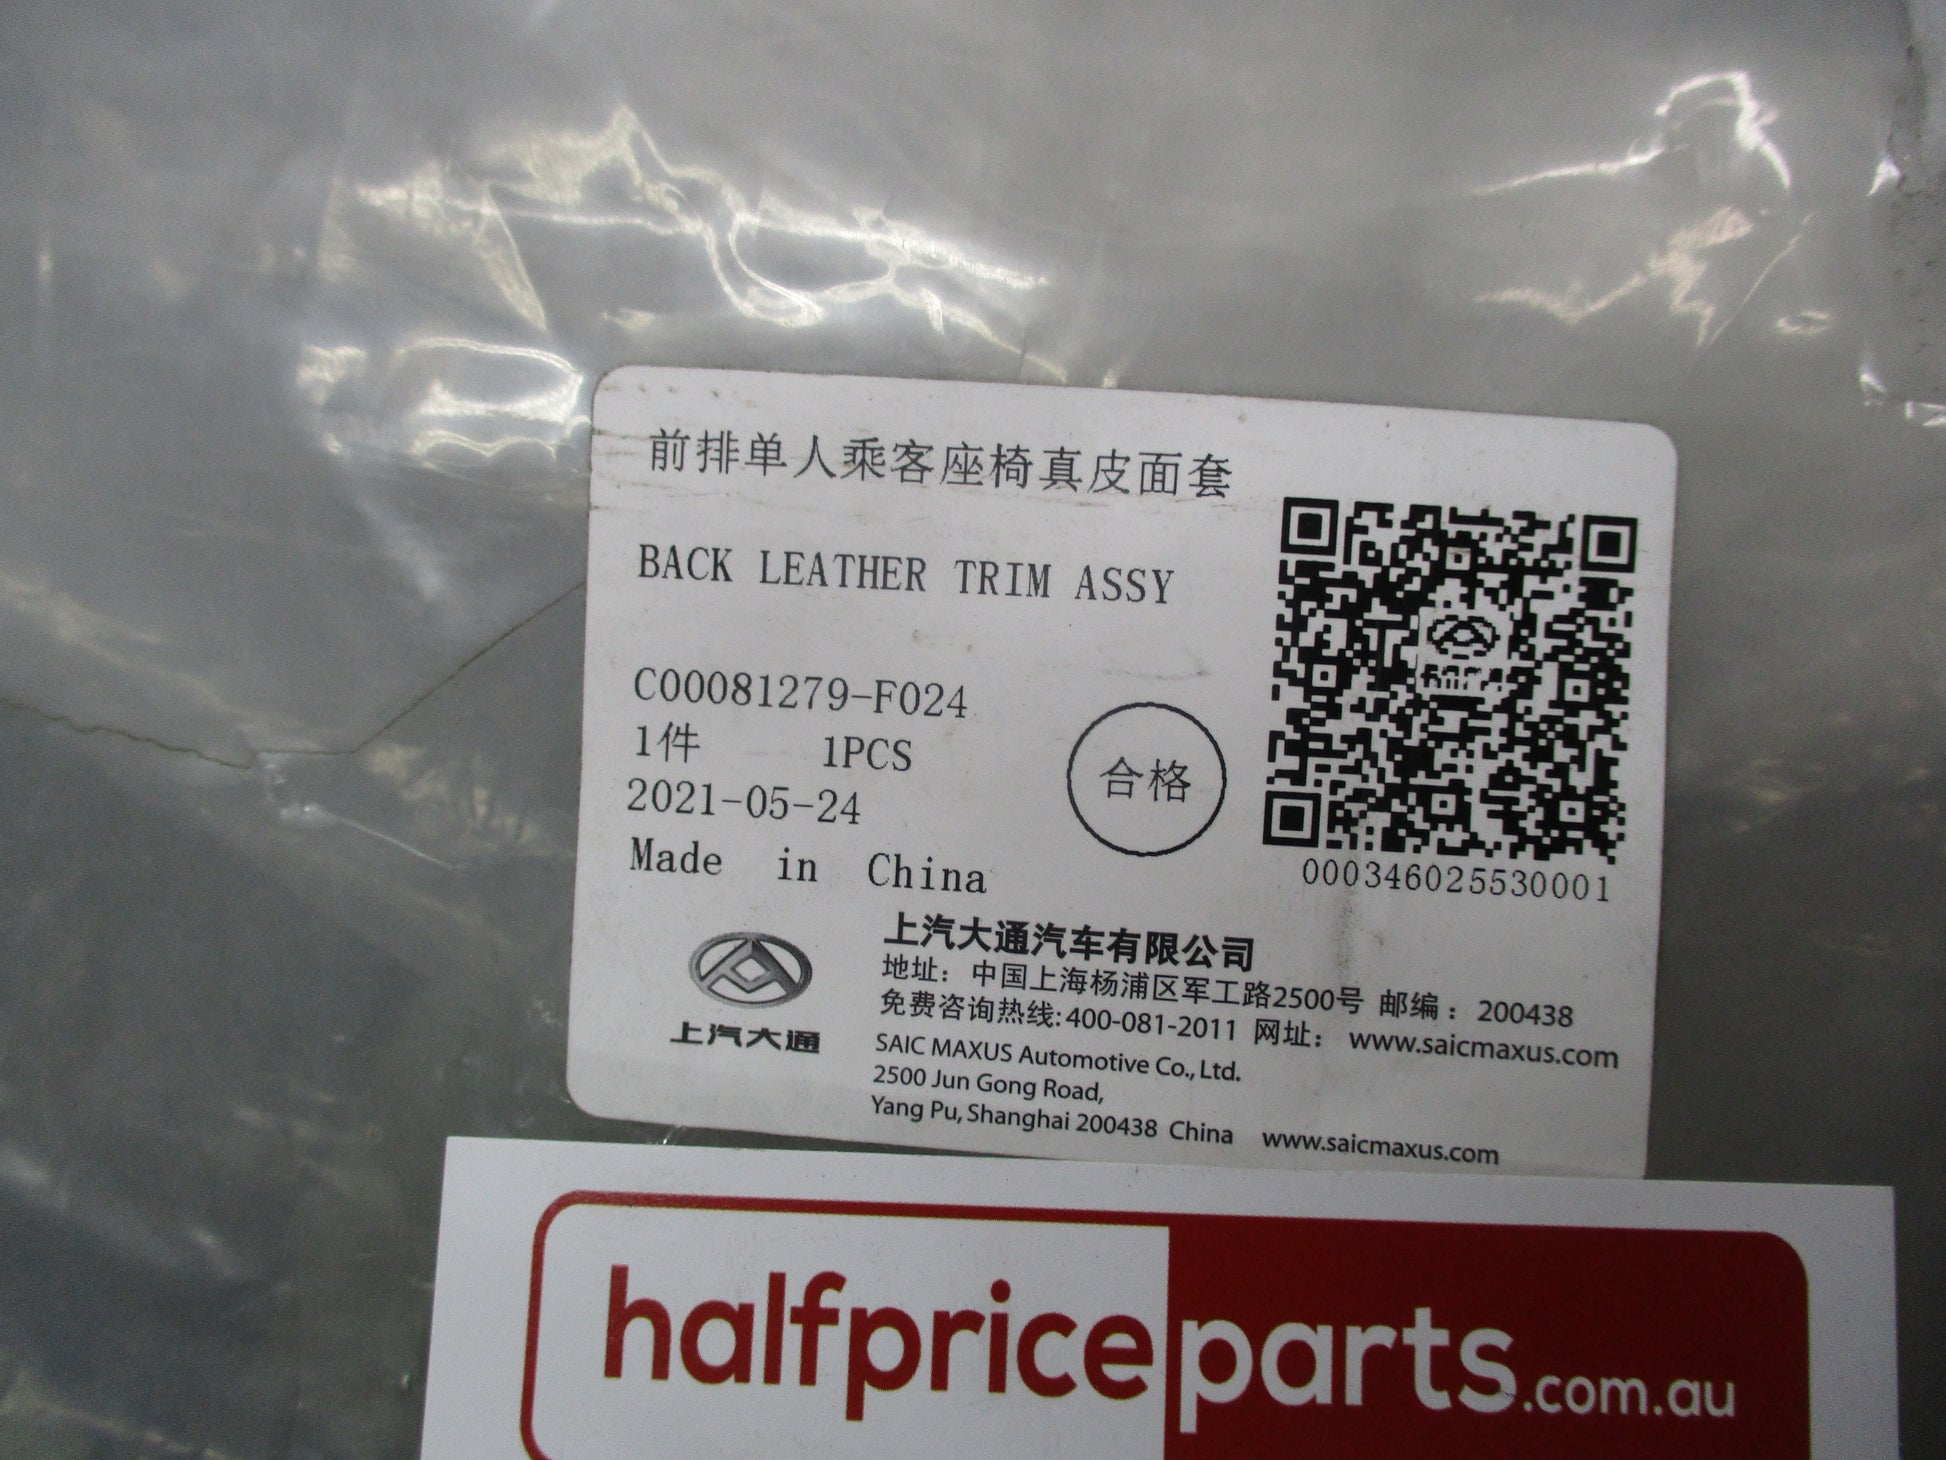 前排单人乘客座椅真皮面套
BACK LEATHER TRIM ASSY
C00081279-F024
1件 1PCS
2021-05-24
Made in China
合格
000346025530001
上汽大通
上汽大通汽车有限公司
地址：中国上海杨浦区军工路2500号 邮编：200438
免费咨询热线:400-081-2011 网址： www.saicmaxus.com
SAIC MAXUS Automotive Co., Ltd.
2500 Jun Gong Road,
Yang Pu, Shanghai 200438 China www.saicmaxus.com
halfpriceparts.com.au